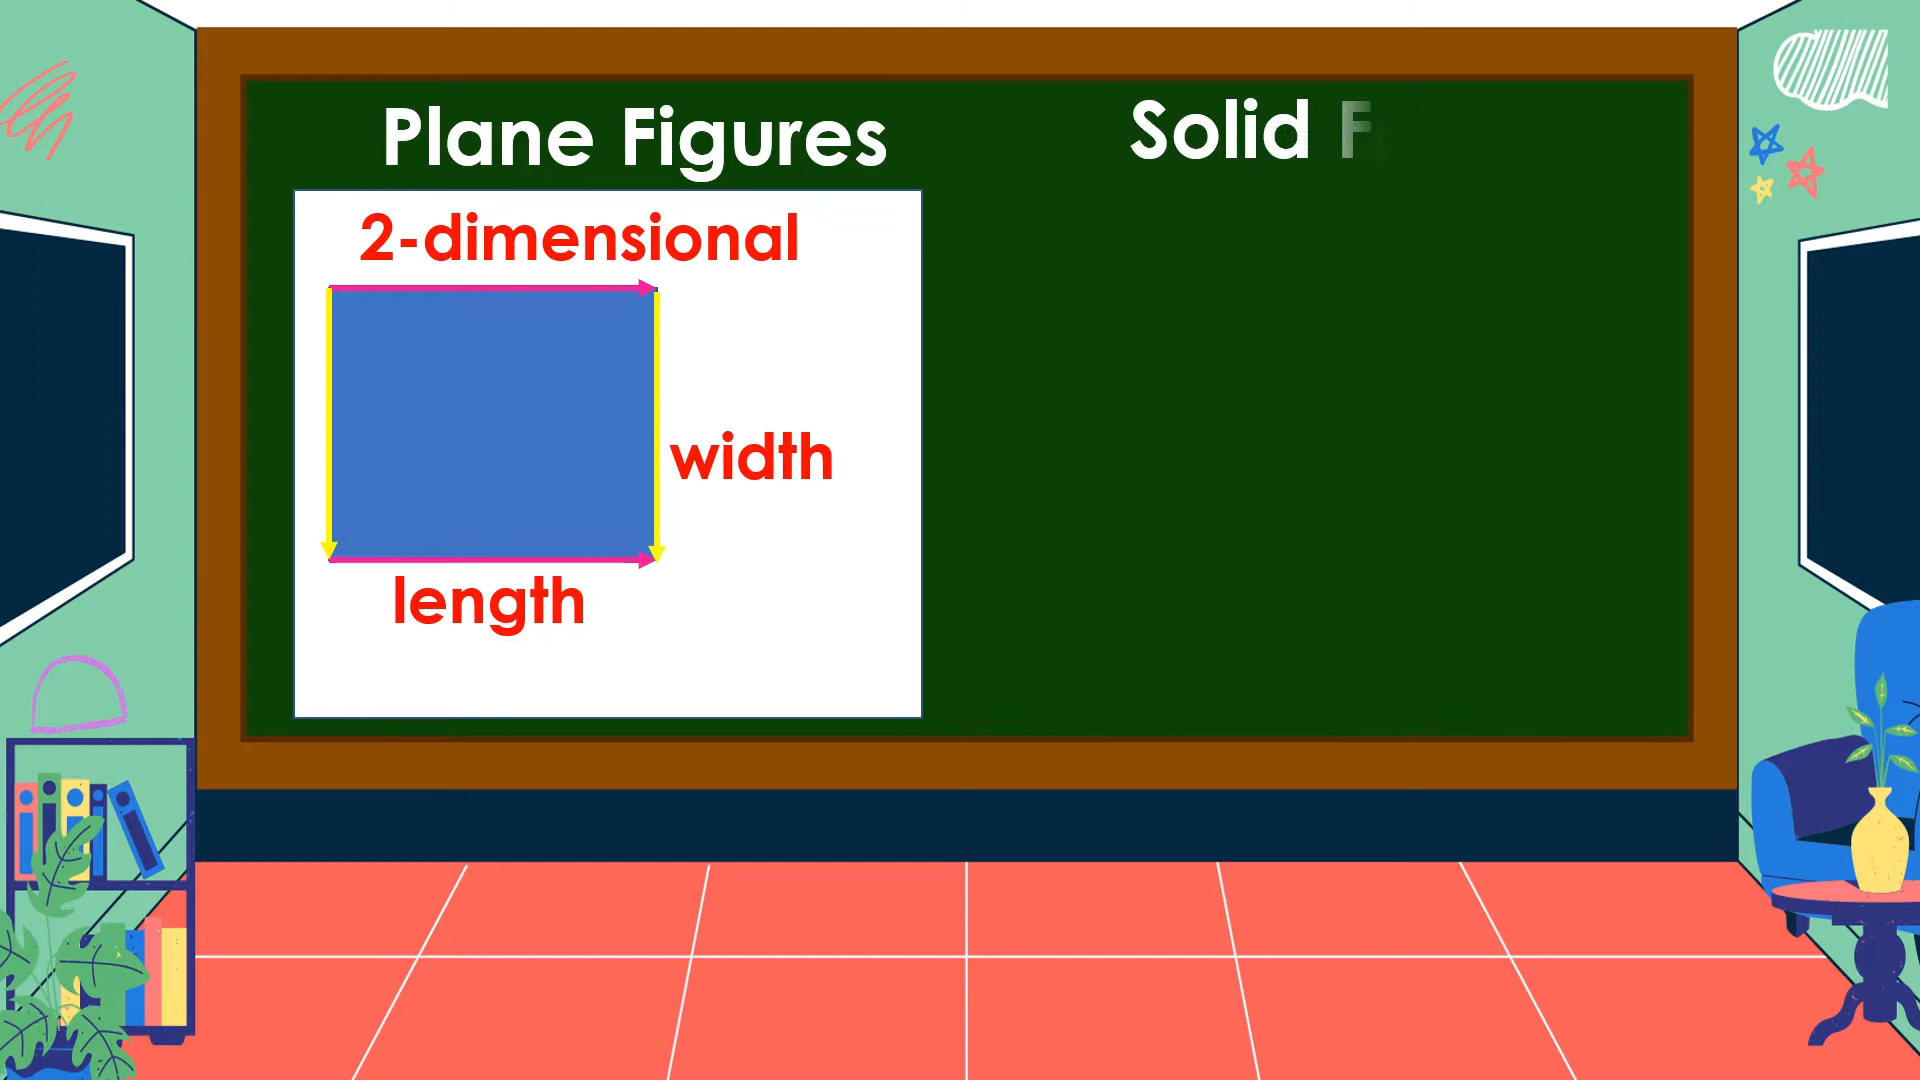 Plane Figures
Solid
2-dimensional
width
length